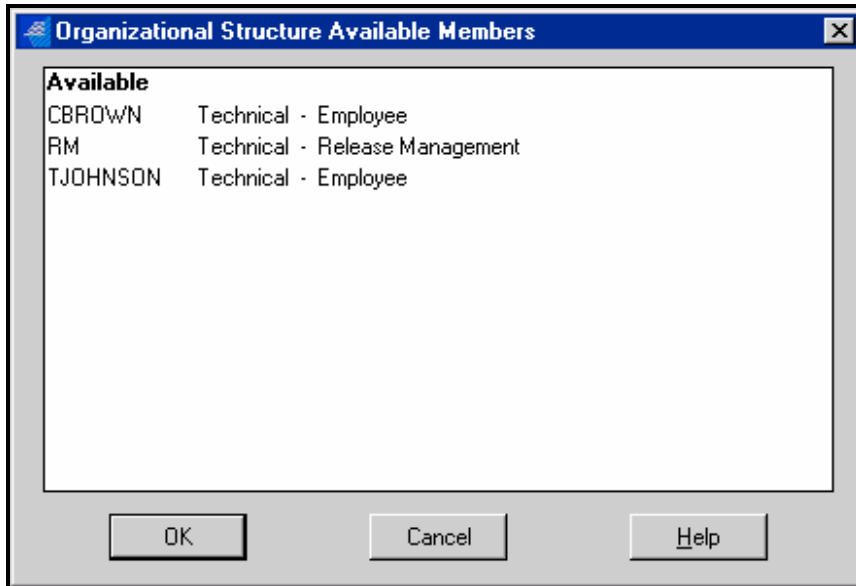 Organizational Structure Available Members
Available
CBROWN Technical - Employee
RM Technical - Release Management
TJOHNSON Technical - Employee
OK Cancel Help